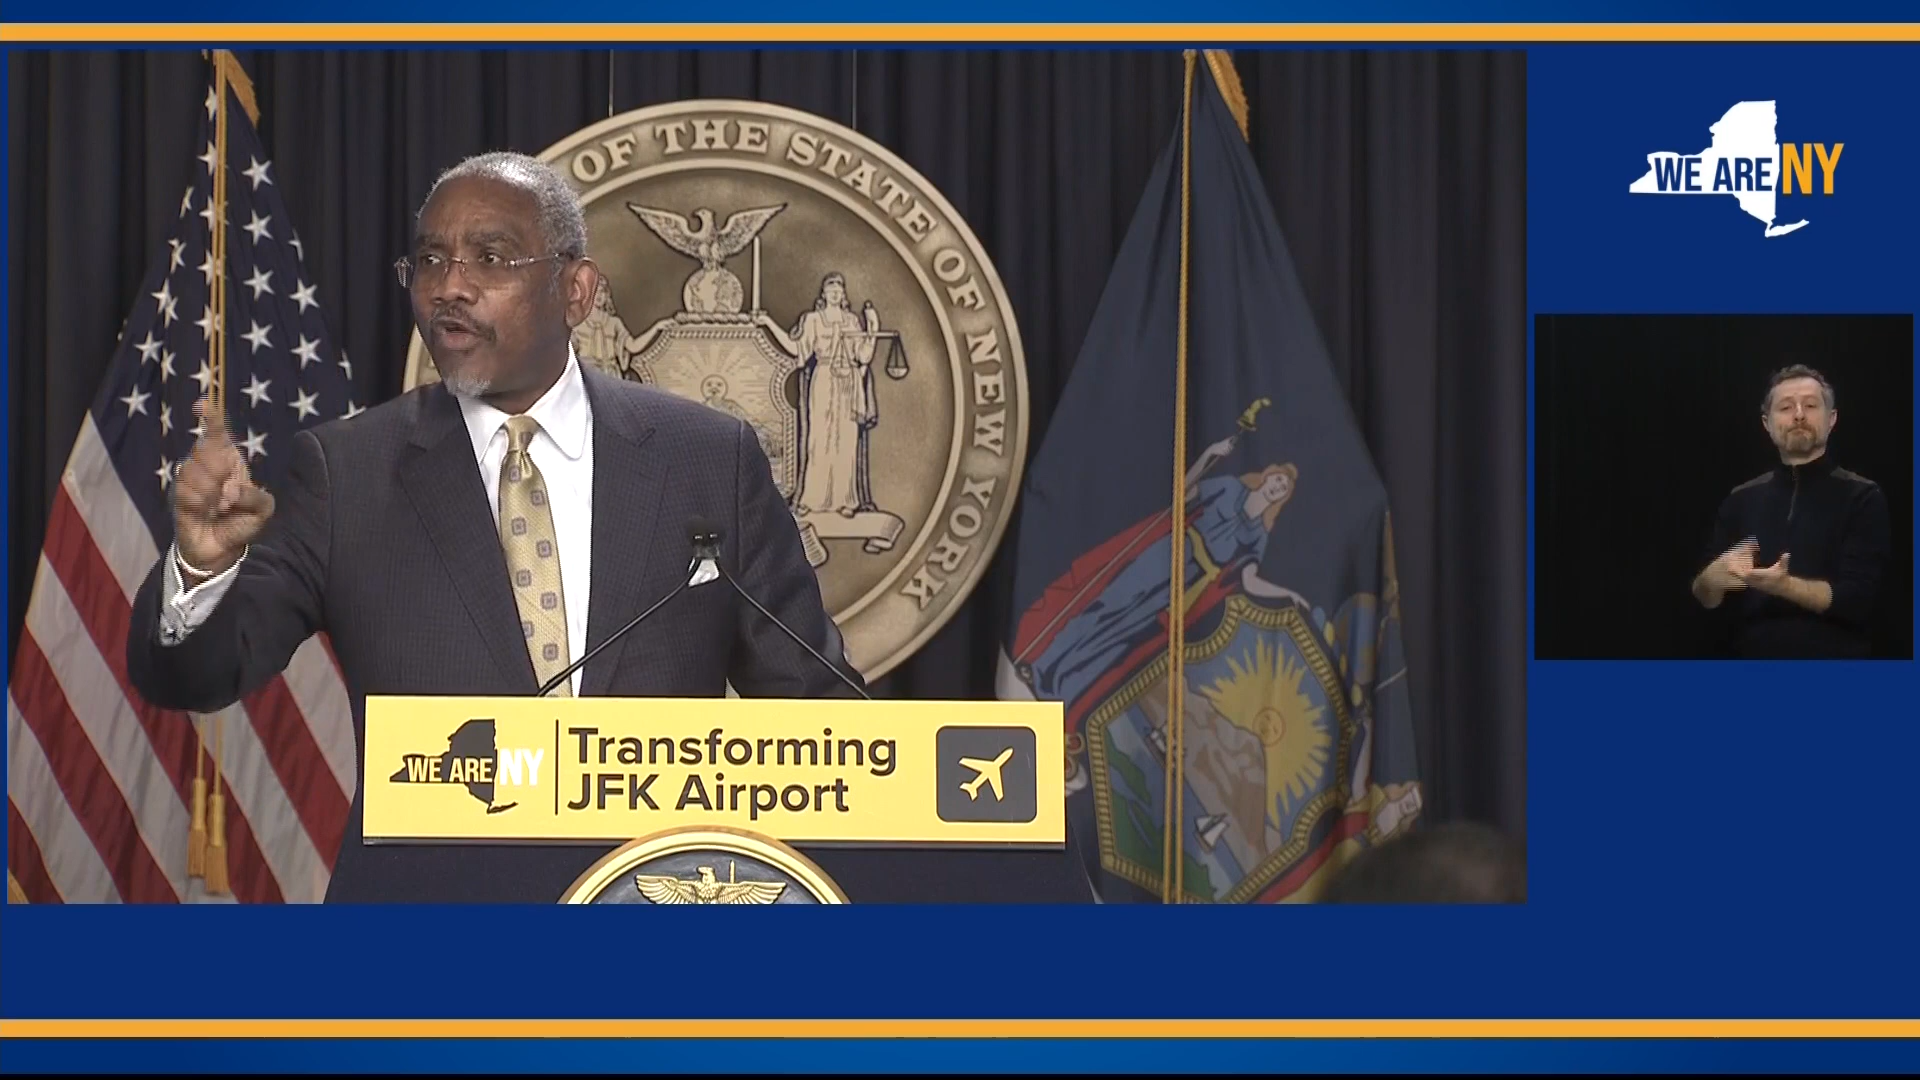 OF THE STATE OF NEW YORK
WE ARE NY
WE ARE NY
Transforming
JFK Airport